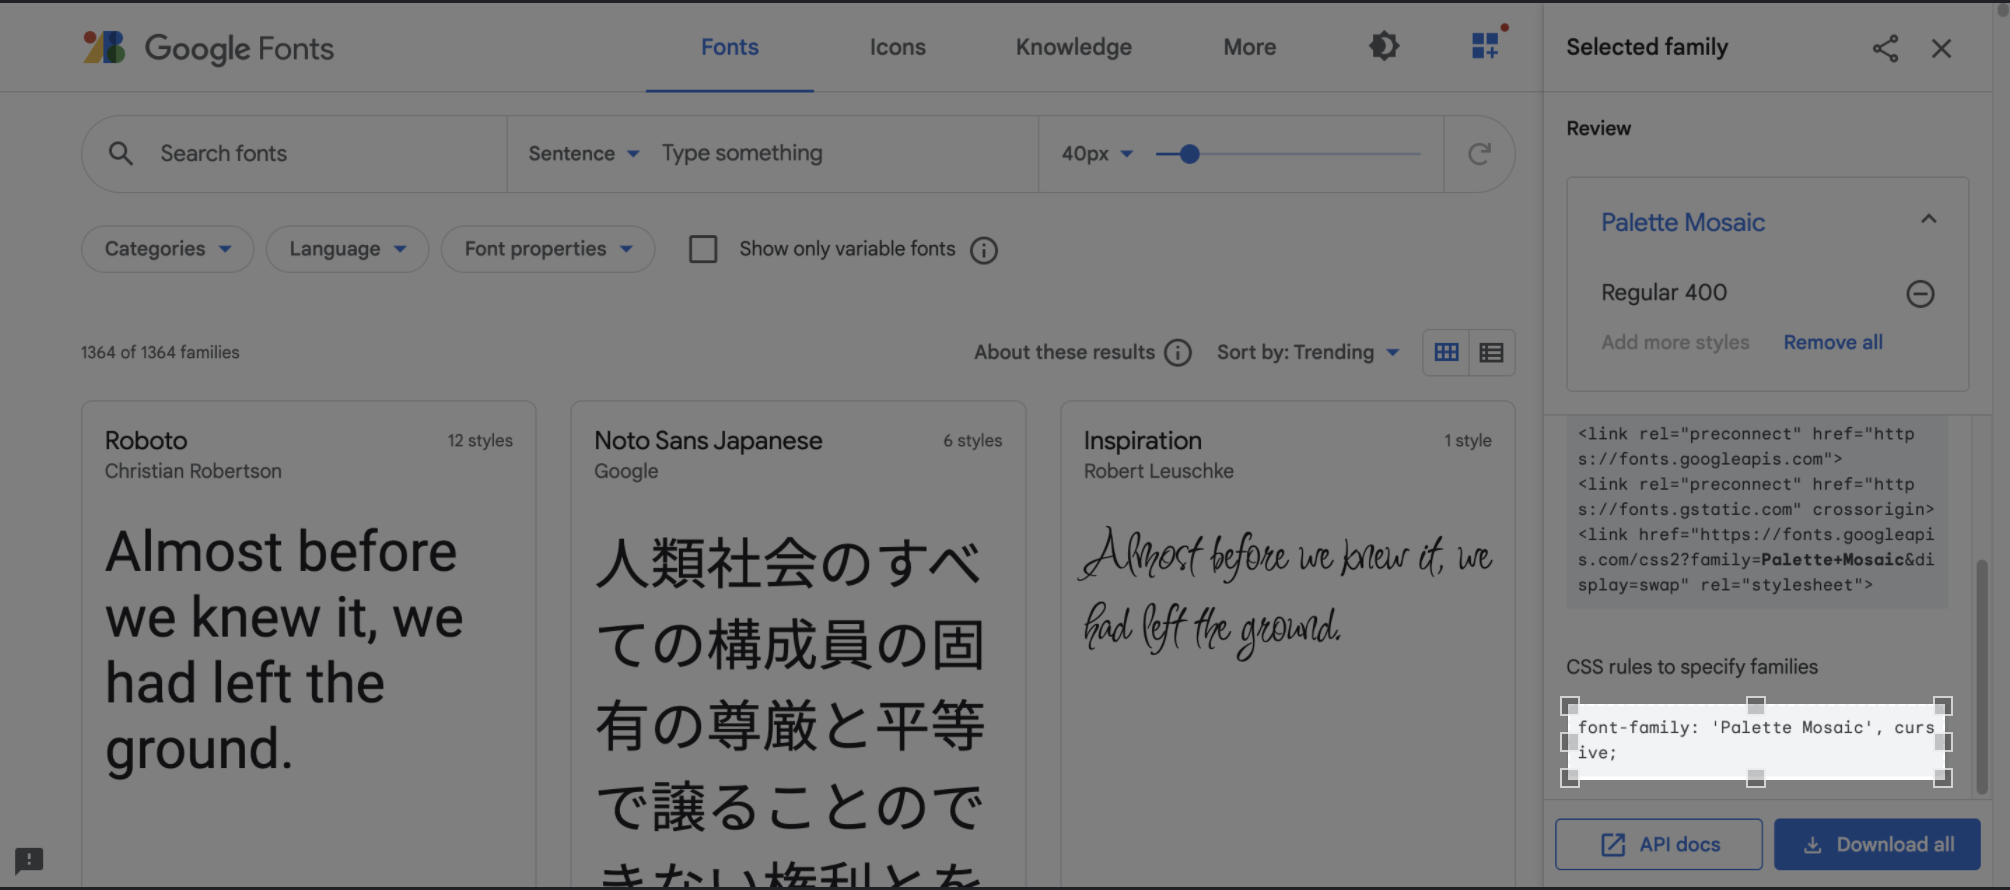 Google Fonts
Fonts
Icons
Knowledge
More
Search fonts
Sentence
Type something
40px
Categories
Language
Font properties
Show only variable fonts
1364 of 1364 families
About these results
Sort by: Trending
Roboto
12 styles
Christian Robertson
Almost before
we knew it, we
had left the
ground.
Noto Sans Japanese
6 styles
Google
人類社会のすべ
ての構成員の固
有の尊厳と平等
で譲ることので
きない権利とを
Inspiration
1 style
Robert Leuschke
Almost before we knew it, we
had left the ground.
Selected family
Review
Palette Mosaic
Regular 400
Add more styles
Remove all
<link rel="preconnect" href="http
s://fonts.googleapis.com">
<link rel="preconnect" href="http
s://fonts.gstatic.com" crossorigin>
<link href="https://fonts.googleapi
s.com/css2?family=Palette+Mosaic&di
splay=swap" rel="stylesheet">
CSS rules to specify families
font-family: 'Palette Mosaic', curs
ive;
API docs
Download all